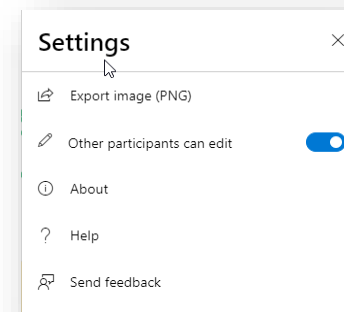 Settings
Export image (PNG)
Other participants can edit
About
Help
Send feedback